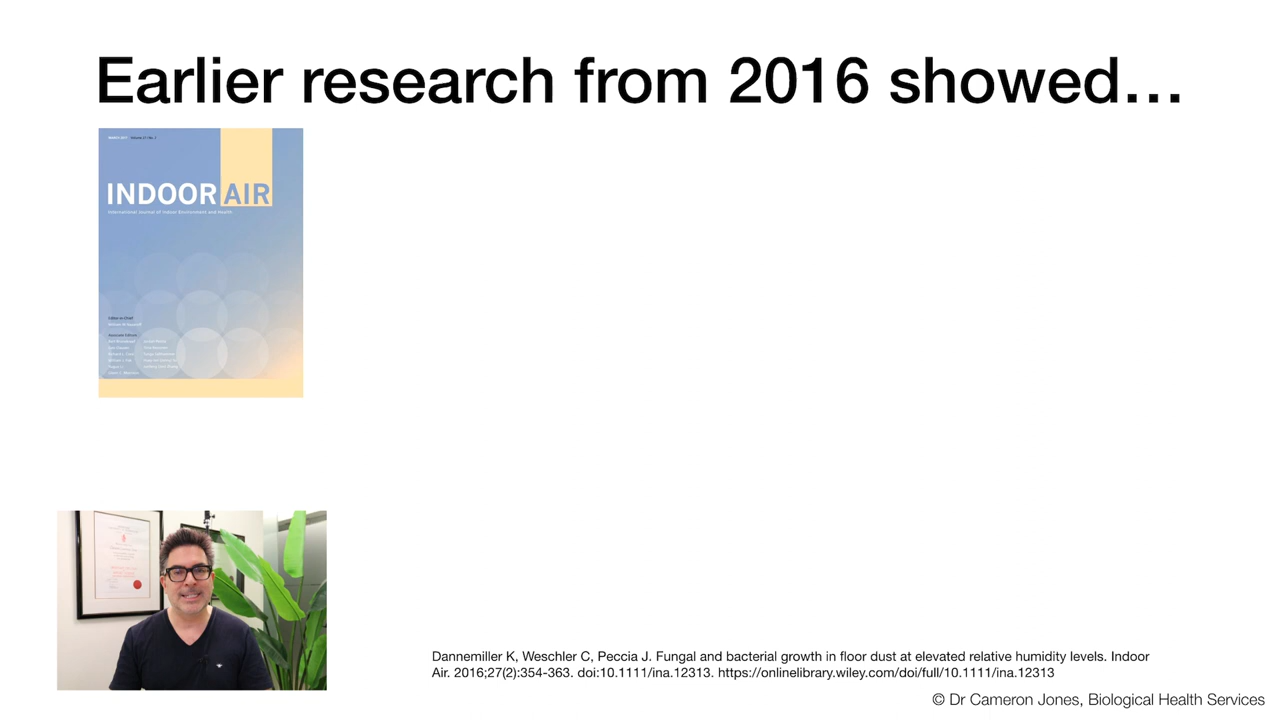 Earlier research from 2016 showed…
INDOOR AIR
International Journal of Indoor Environment and Health
Dannemiller K, Weschler C, Peccia J. Fungal and bacterial growth in floor dust at elevated relative humidity levels. Indoor
Air. 2016;27(2):354-363. doi:10.1111/ina.12313. https://onlinelibrary.wiley.com/doi/full/10.1111/ina.12313
© Dr Cameron Jones, Biological Health Services